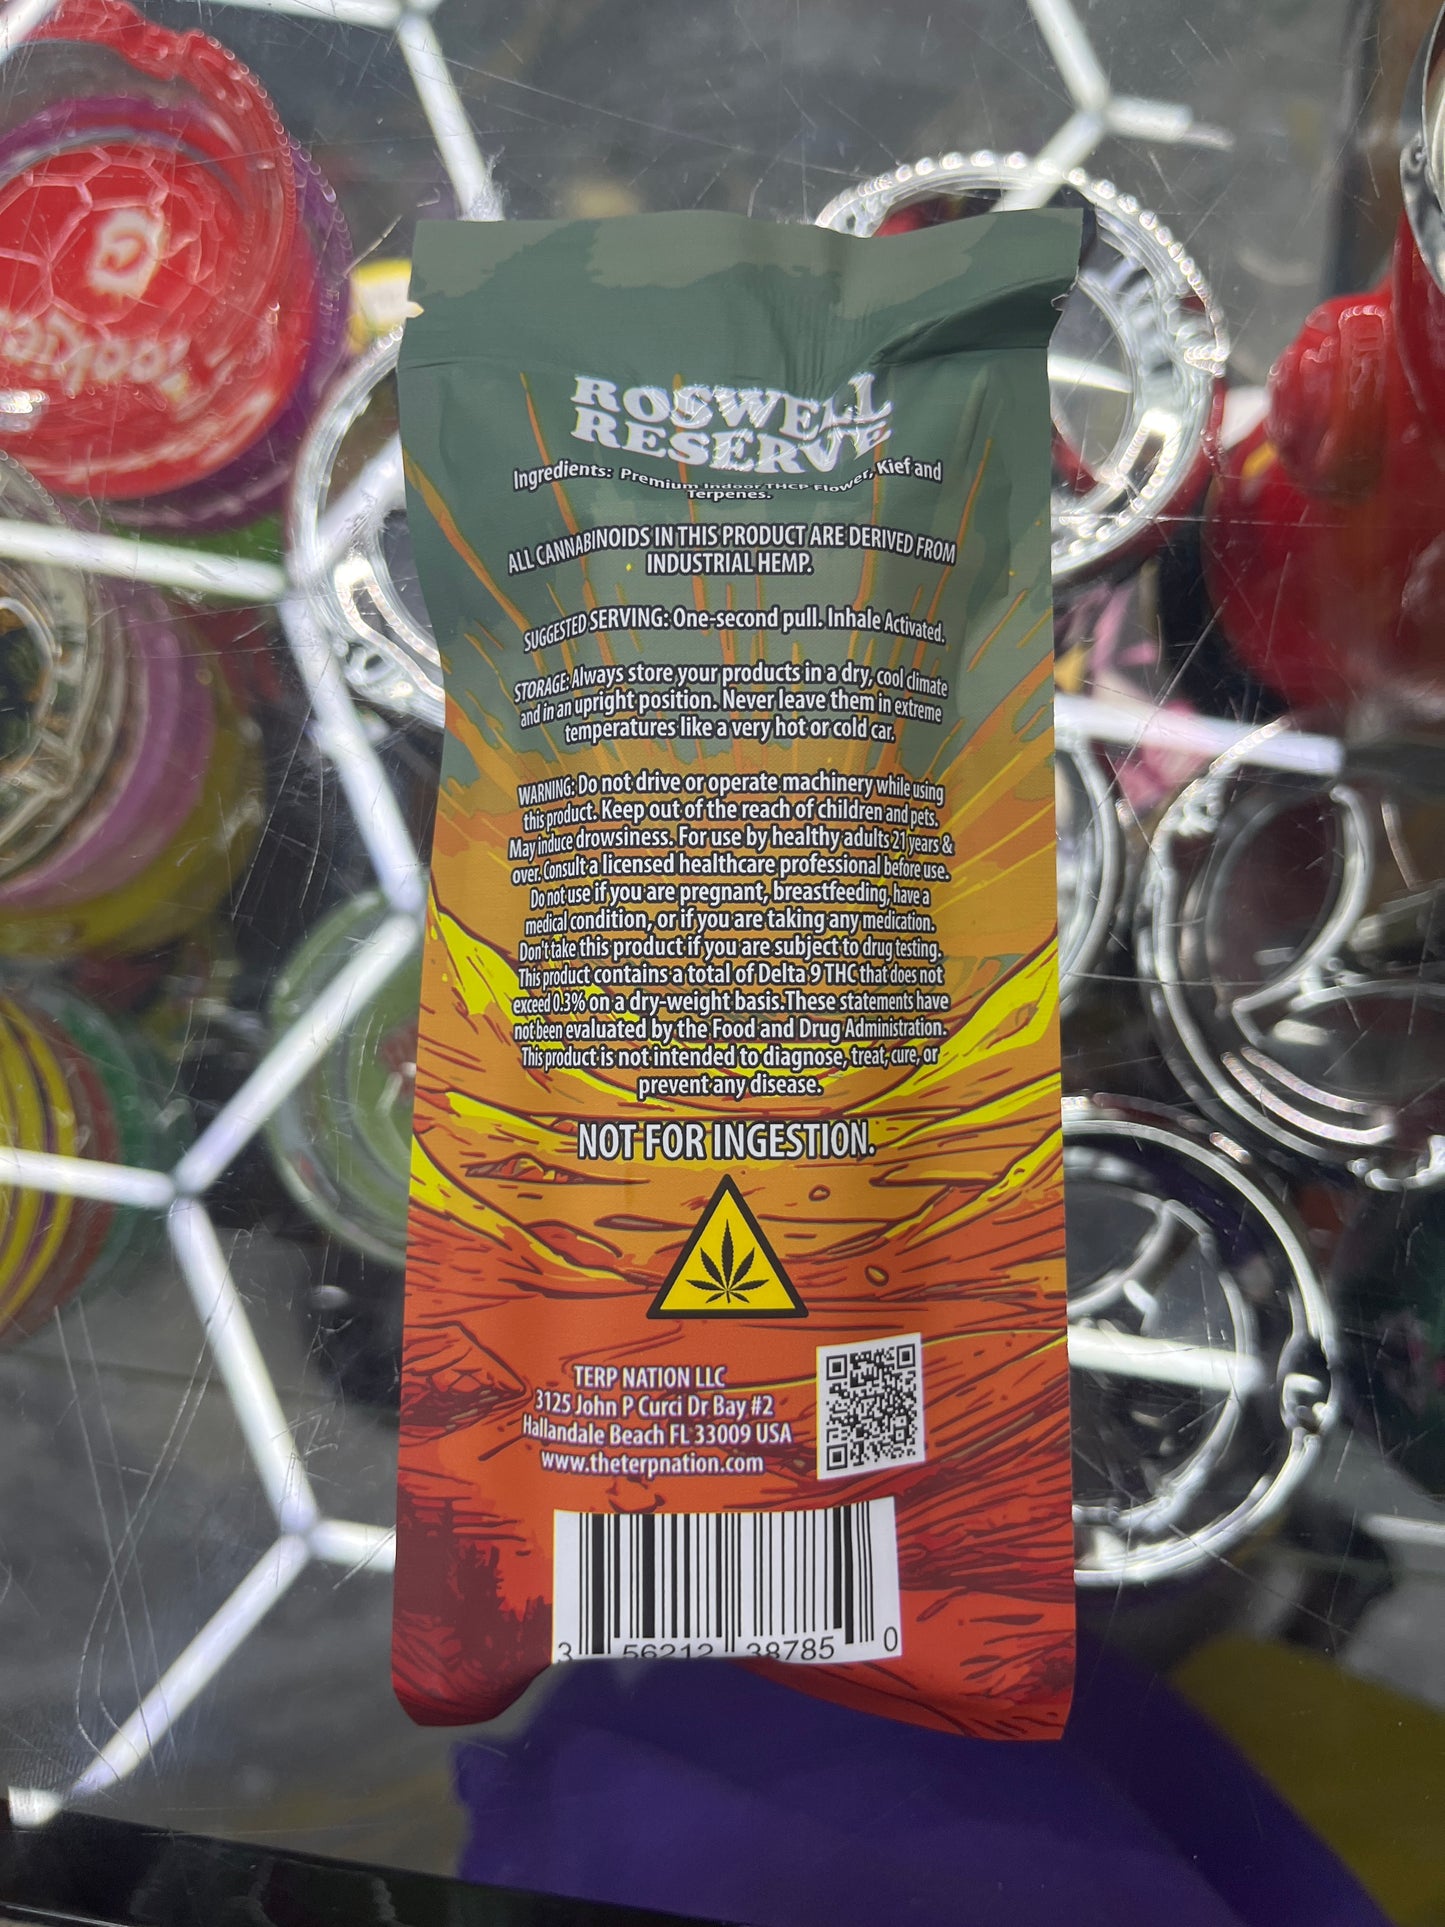 ROSWELL
RESERVE
Ingredients: Premium Indoor THCP Flower, Kief and
Terpenes.
ALL CANNABINOIDS IN THIS PRODUCT ARE DERIVED FROM
INDUSTRIAL HEMP.
SUGGESTED SERVING: One-second pull. Inhale Activated.
STORAGE: Always store your products in a dry, cool climate
and in an upright position. Never leave them in extreme
temperatures like a very hot or cold car.
WARNING: Do not drive or operate machinery while using
this product. Keep out of the reach of children and pets.
May induce drowsiness. For use by healthy adults 21 years &
over. Consult a licensed healthcare professional before use.
Do not use if you are pregnant, breastfeeding, have a
medical condition, or if you are taking any medication.
Don't take this product if you are subject to drug testing.
This product contains a total of Delta 9 THC that does not
exceed 0.3% on a dry-weight basis.These statements have
not been evaluated by the Food and Drug Administration.
This product is not intended to diagnose, treat, cure, or
prevent any disease.
NOT FOR INGESTION.
TERP NATION LLC
3125 John P Curci Dr Bay #2
Hallandale Beach FL 33009 USA
www.theterpnation.com
3 56212 38785 0